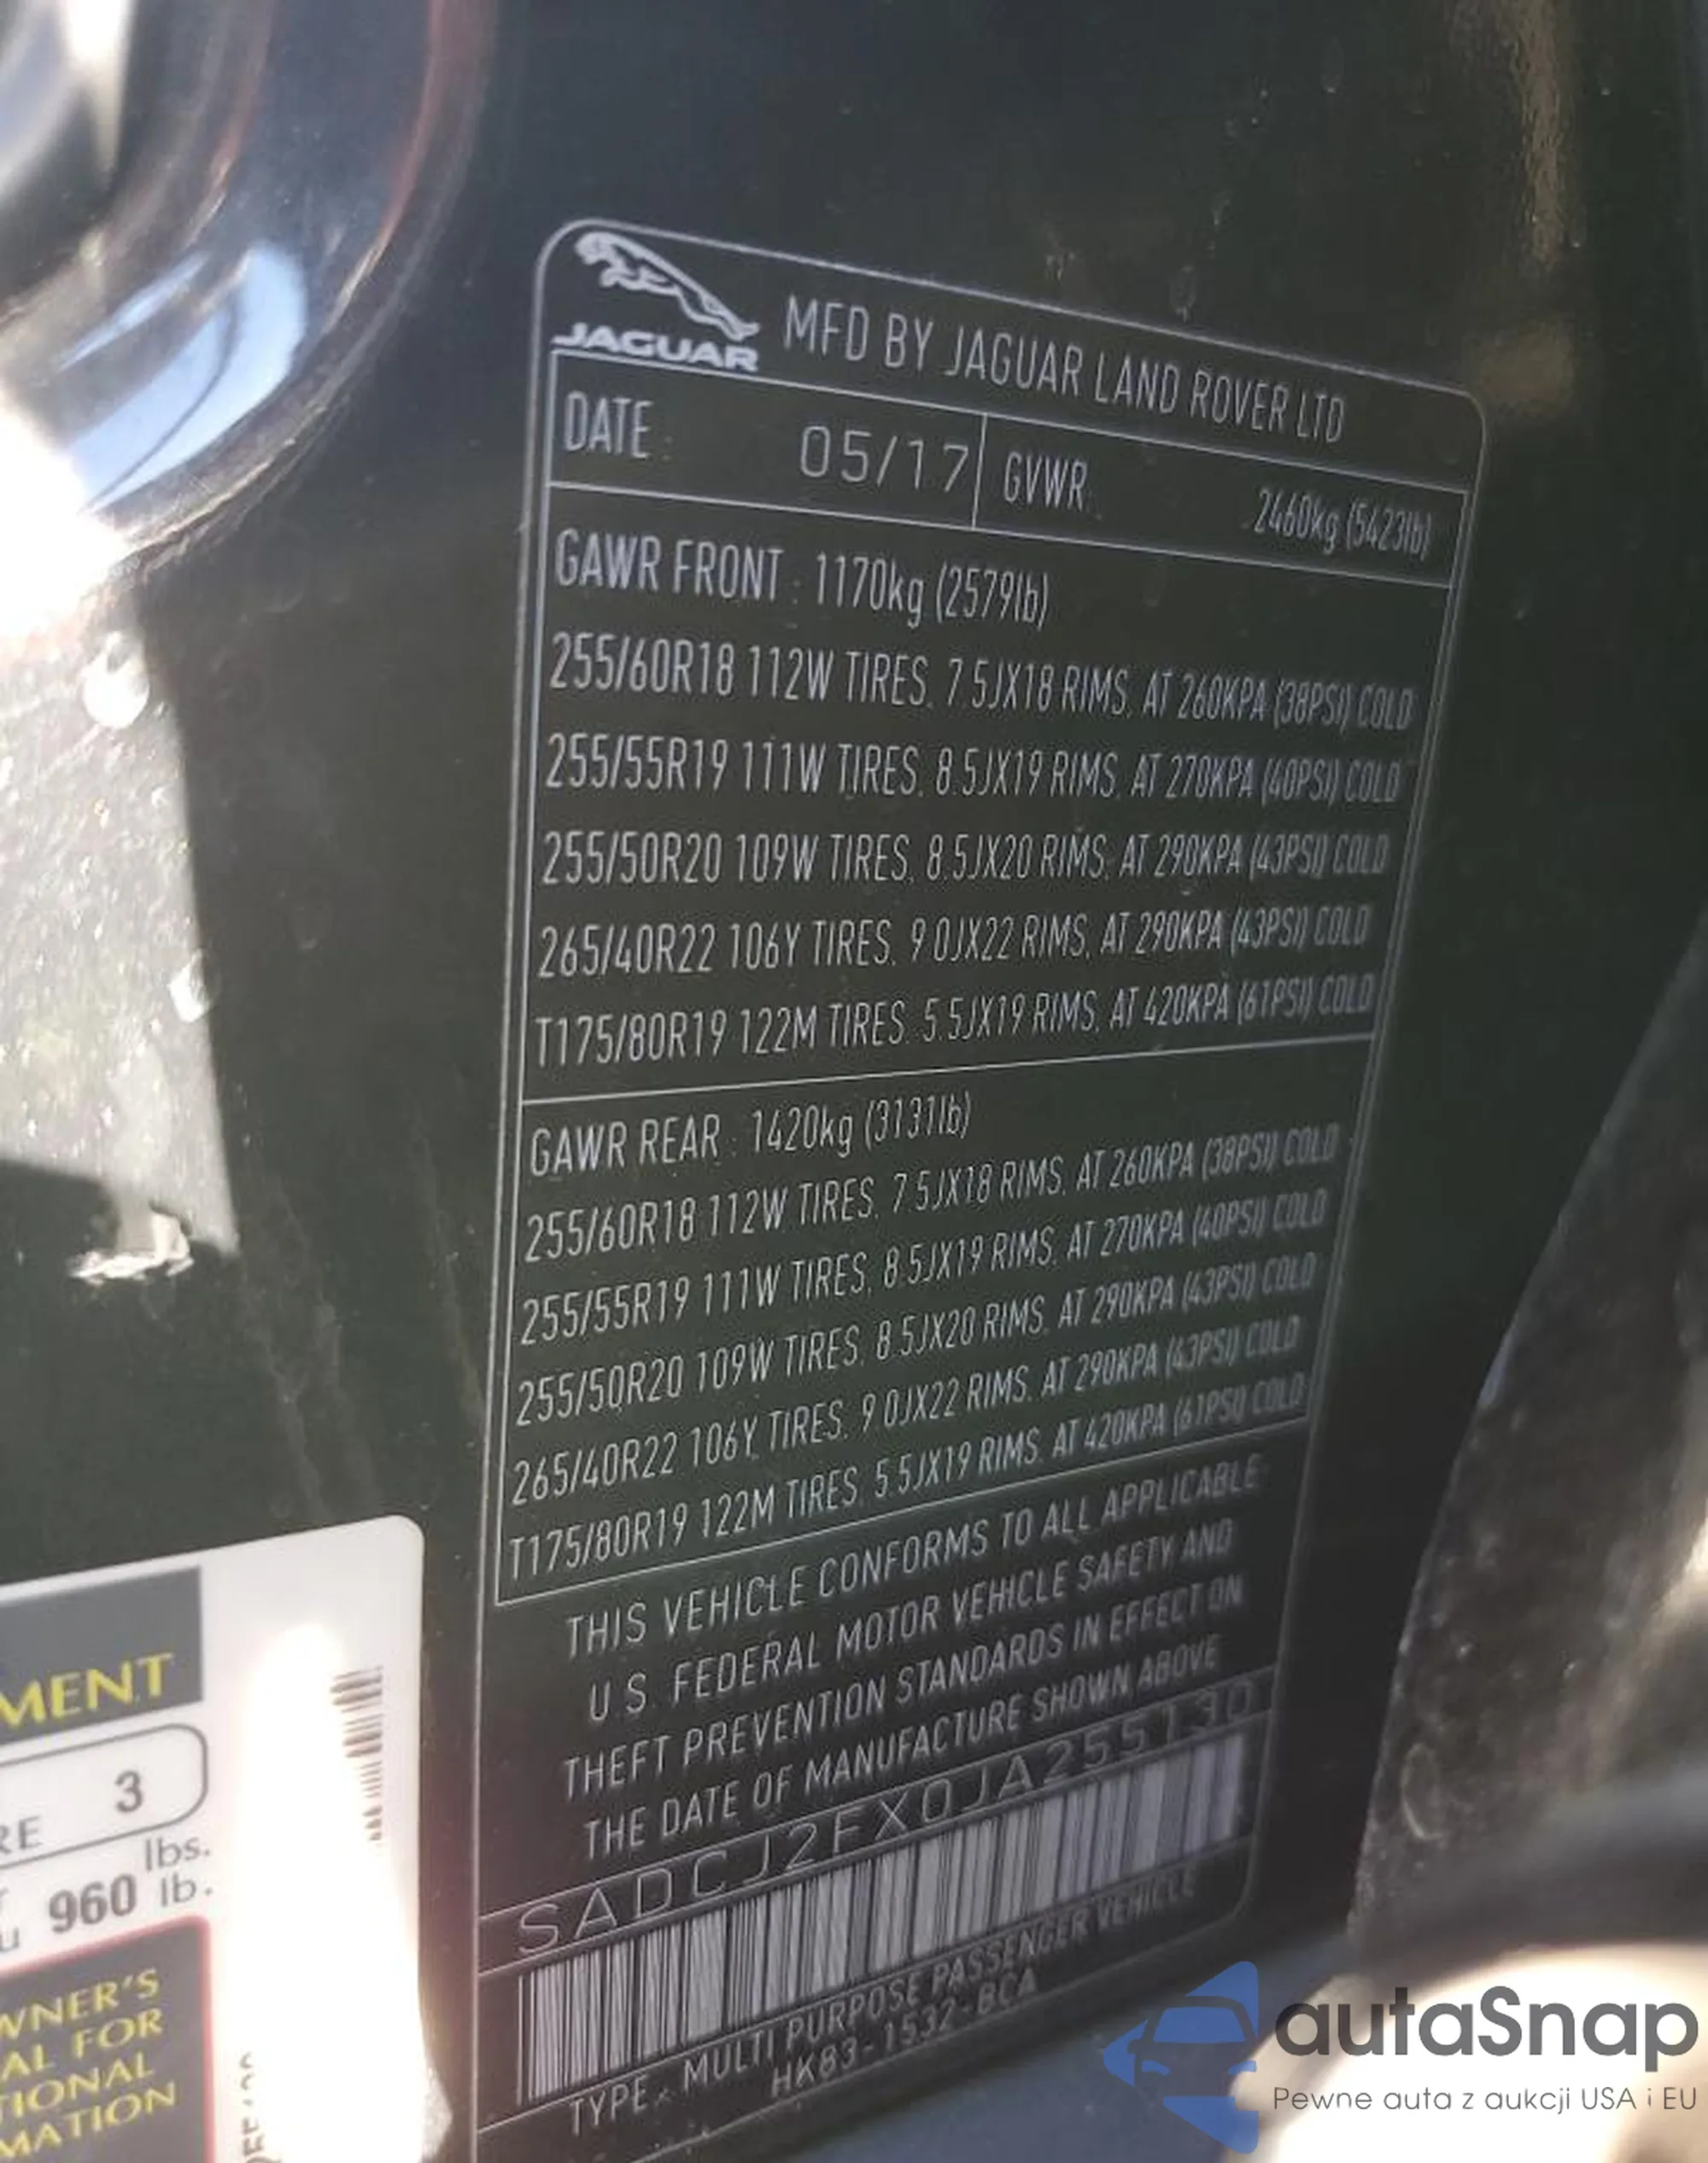 JAGUAR
MFD BY JAGUAR LAND ROVER LTD
DATE : 05/17 GVWR : 2460kg (5423lb)
GAWR FRONT : 1170kg (2579lb)
255/60R18 112W TIRES, 7.5JX18 RIMS, AT 260KPA (38PSI) COLD
255/55R19 111W TIRES, 8.5JX19 RIMS, AT 270KPA (40PSI) COLD
255/50R20 109W TIRES, 8.5JX20 RIMS, AT 290KPA (43PSI) COLD
265/40R22 106Y TIRES, 9.0JX22 RIMS, AT 290KPA (43PSI) COLD
T175/80R19 122M TIRES, 5.5JX19 RIMS, AT 420KPA (61PSI) COLD
GAWR REAR : 1420kg (3131lb)
255/60R18 112W TIRES, 7.5JX18 RIMS, AT 260KPA (38PSI) COLD
255/55R19 111W TIRES, 8.5JX19 RIMS, AT 270KPA (40PSI) COLD
255/50R20 109W TIRES, 8.5JX20 RIMS, AT 290KPA (43PSI) COLD
265/40R22 106Y TIRES, 9.0JX22 RIMS, AT 290KPA (43PSI) COLD
T175/80R19 122M TIRES, 5.5JX19 RIMS, AT 420KPA (61PSI) COLD
THIS VEHICLE CONFORMS TO ALL APPLICABLE
U.S. FEDERAL MOTOR VEHICLE SAFETY AND
THEFT PREVENTION STANDARDS IN EFFECT ON
THE DATE OF MANUFACTURE SHOWN ABOVE
SADCJ2FX0JA255130
TYPE : MULTI PURPOSE PASSENGER VEHICLE
HK83-1532-BCA
MENT
RE 3
lbs.
960 lb.
WNER'S
AL FOR
TIONAL
MATION
autaSnap
Pewne auta z aukcji USA i EU